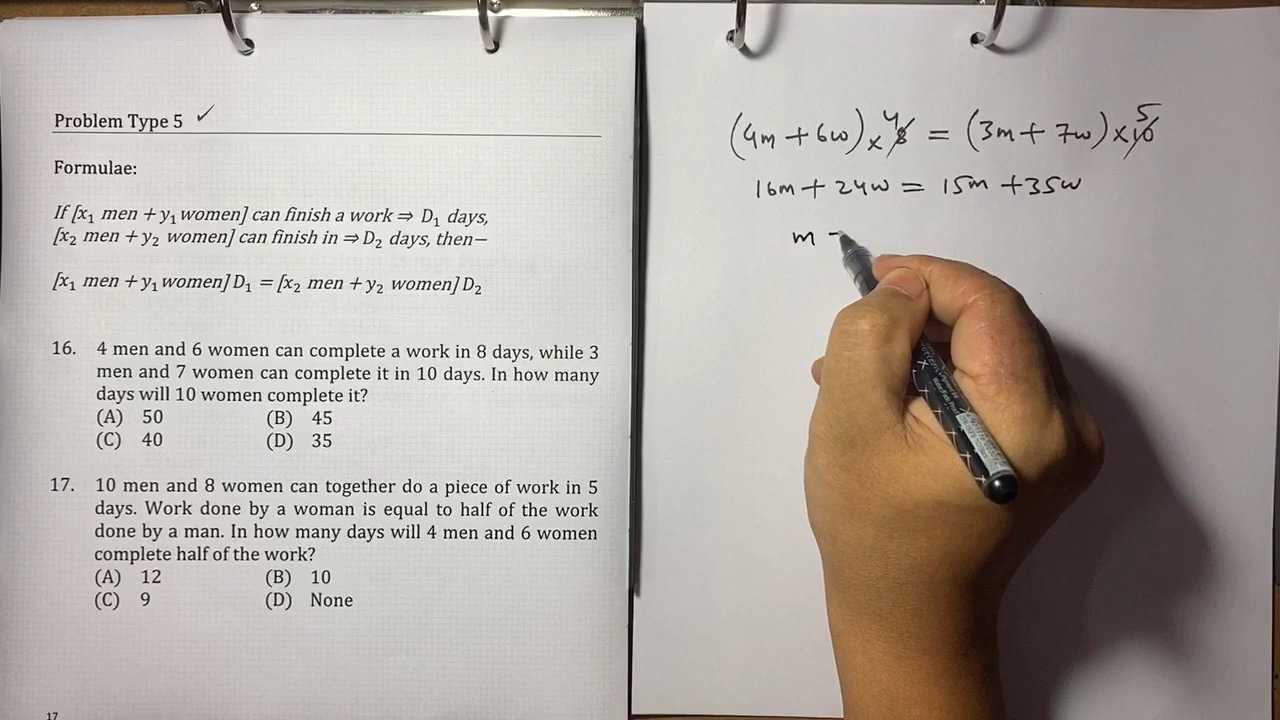 Problem Type 5 ✓
Formulae:
If [x₁ men + y₁ women] can finish a work ⇒ D₁ days,
[x₂ men + y₂ women] can finish in ⇒ D₂ days, then−
[x₁ men + y₁ women] D₁ = [x₂ men + y₂ women] D₂
16. 4 men and 6 women can complete a work in 8 days, while 3
men and 7 women can complete it in 10 days. In how many
days will 10 women complete it?
(A) 50 (B) 45
(C) 40 (D) 35
17. 10 men and 8 women can together do a piece of work in 5
days. Work done by a woman is equal to half of the work
done by a man. In how many days will 4 men and 6 women
complete half of the work?
(A) 12 (B) 10
(C) 9 (D) None
17
(4m + 6w) × 8 4 = (3m + 7w) × 10 5
16m + 24w = 15m + 35w
m -